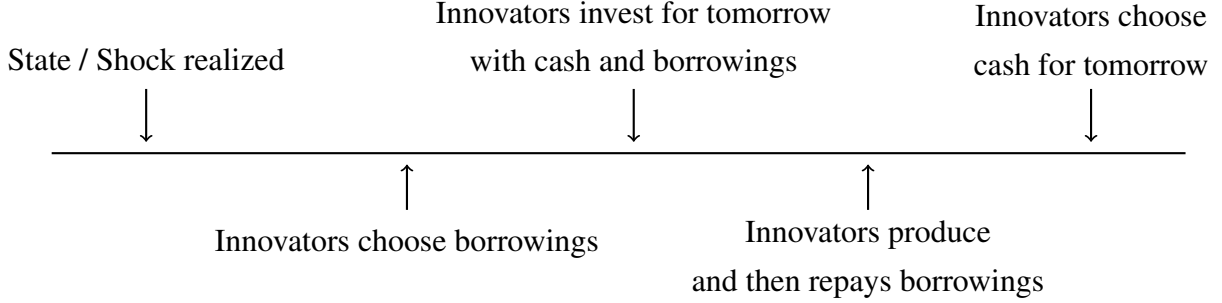 State / Shock realized
Innovators choose borrowings
Innovators invest for tomorrow
with cash and borrowings
Innovators produce
and then repays borrowings
Innovators choose
cash for tomorrow